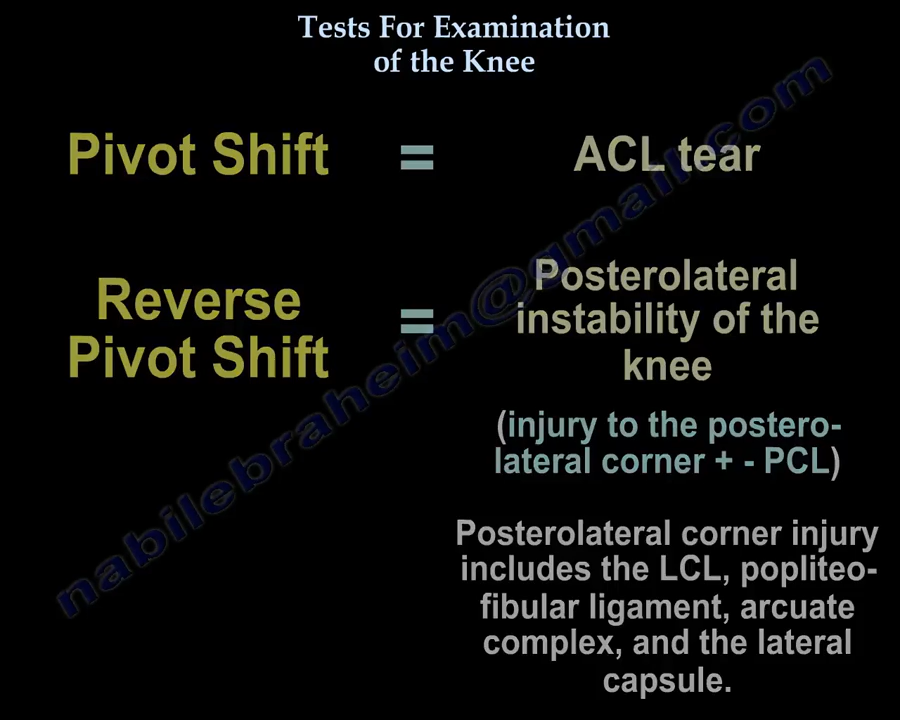 Tests For Examination
of the Knee
Pivot Shift = ACL tear
Reverse
Pivot Shift
=
Posterolateral
instability of the
knee
(injury to the postero-
lateral corner + - PCL)
Posterolateral corner injury
includes the LCL, popliteo-
fibular ligament, arcuate
complex, and the lateral
capsule.
nabilebraheim@gmail.com